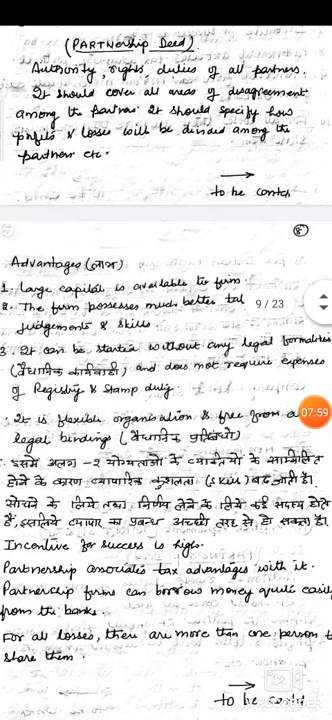 (PARTNership Deed)
Authority, rights, duties of all partners.
It should cover all areas of disagreement
among the partner. It should specify how
profits & losses will be divided among the
partners etc.
to be contd.
8
Advantages (लाभ)
1. Large capital is available to firm.
2. The firm possesses much better tal
9 / 23
judgements & skills
3. It can be started without any legal formalities
(वैधानिक कार्यवाही) and does not require expenses
of Registry & Stamp duty
It is flexible organisation & free from a
07:59
legal bindings (वैधानिक प्रतिबंधों)
इसमें अलग-२ योग्यताओं के व्यक्तियों के सम्मिलित
होने के कारण व्यापारिक कुशलता (skill) बढ़ जाती है।
सोचने के लिये तथा निर्णय लेने के लिये कई सदस्य होते
हैं, इसलिये व्यापार का प्रबन्ध अच्छी तरह से हो सकता है।
Incentive for success is high.
Partnership associates tax advantages with it.
Partnership firms can borrow money quite easily
from the banks.
For all losses, there are more than one person to
share them.
to be contd